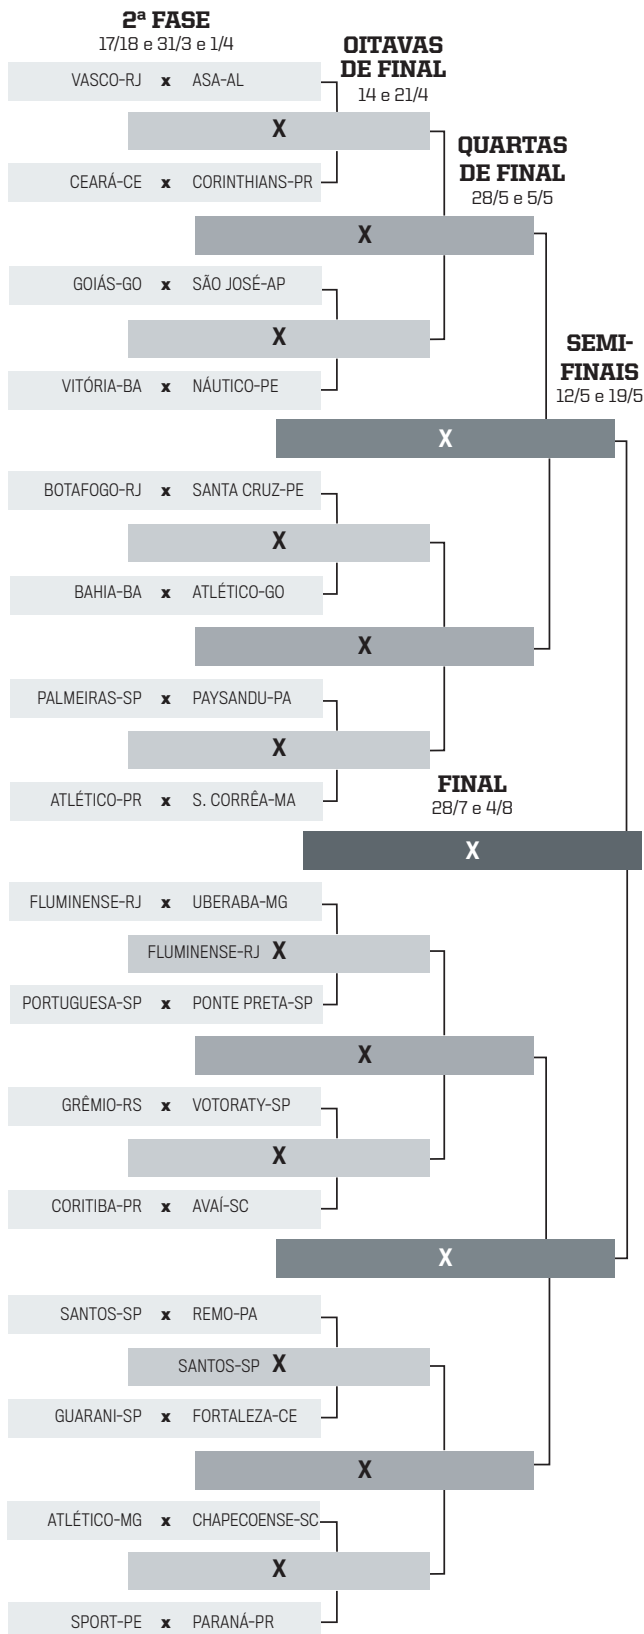 2ª FASE
17/18 e 31/3 e 1/4
OITAVAS
DE FINAL
14 e 21/4
VASCO-RJ x ASA-AL
X
QUARTAS
DE FINAL
28/5 e 5/5
CEARÁ-CE x CORINTHIANS-PR
X
GOIÁS-GO x SÃO JOSÉ-AP
X
SEMI-
FINAIS
12/5 e 19/5
VITÓRIA-BA x NÁUTICO-PE
X
BOTAFOGO-RJ x SANTA CRUZ-PE
X
BAHIA-BA x ATLÉTICO-GO
X
PALMEIRAS-SP x PAYSANDU-PA
X
ATLÉTICO-PR x S. CORRÊA-MA
FINAL
28/7 e 4/8
X
FLUMINENSE-RJ x UBERABA-MG
FLUMINENSE-RJ X
PORTUGUESA-SP x PONTE PRETA-SP
X
GRÊMIO-RS x VOTORATY-SP
X
CORITIBA-PR x AVAÍ-SC
X
SANTOS-SP x REMO-PA
SANTOS-SP X
GUARANI-SP x FORTALEZA-CE
X
ATLÉTICO-MG x CHAPECOENSE-SC
X
SPORT-PE x PARANÁ-PR